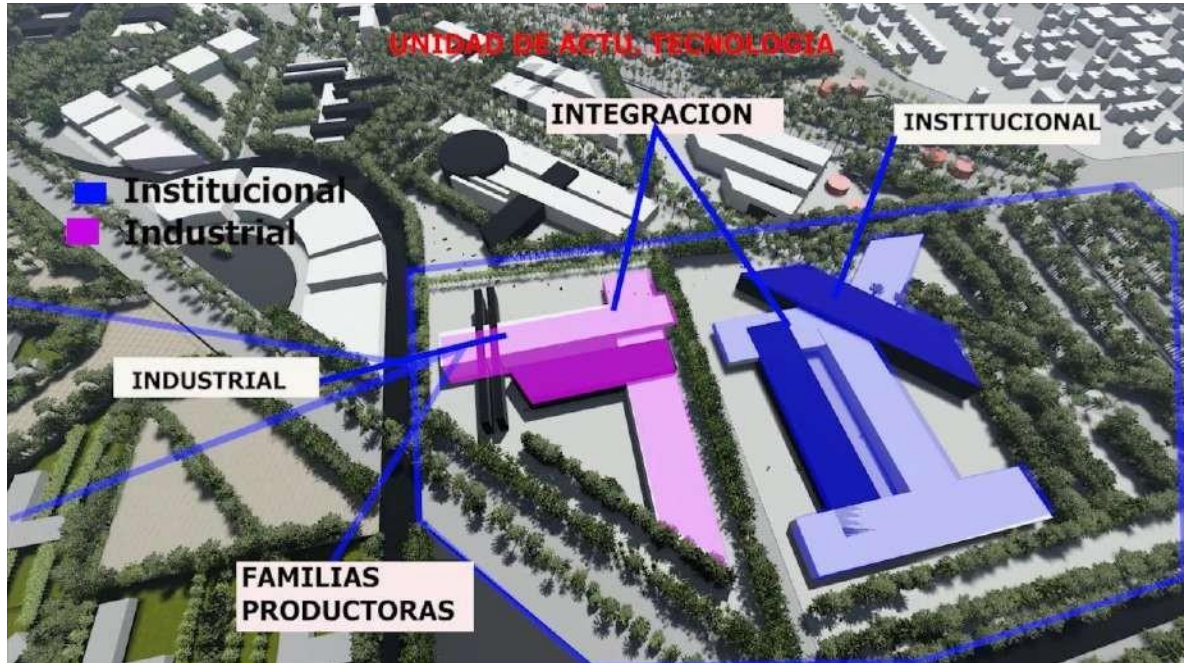 UNIDAD DE ACTU. TECNOLOGIA
INTEGRACION
INSTITUCIONAL
Institucional
Industrial
INDUSTRIAL
FAMILIAS
PRODUCTORAS